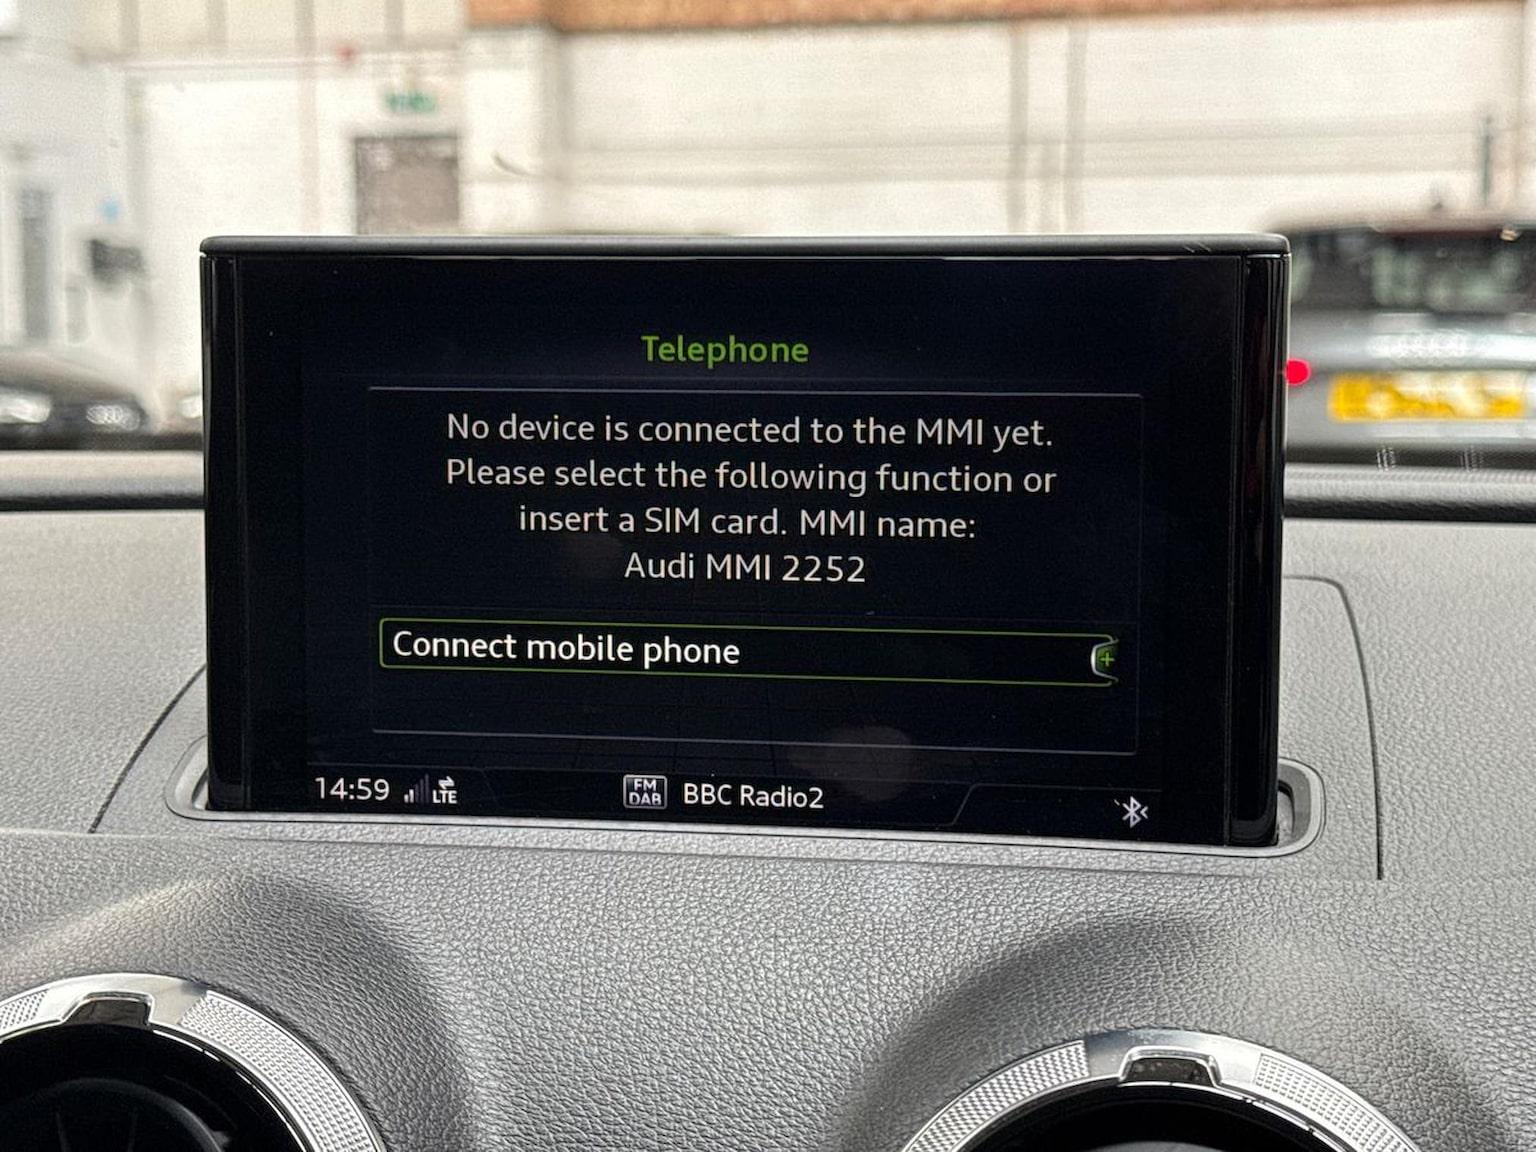 Telephone
No device is connected to the MMI yet.
Please select the following function or
insert a SIM card. MMI name:
Audi MMI 2252
Connect mobile phone
14:59 LTE FM DAB BBC Radio2